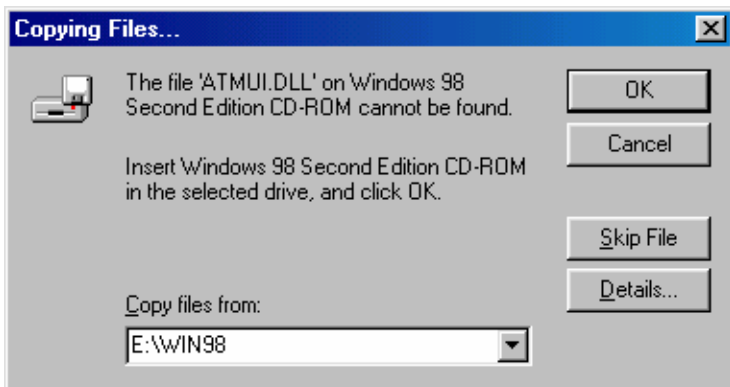 Copying Files...
The file 'ATMUI.DLL' on Windows 98
Second Edition CD-ROM cannot be found.
Insert Windows 98 Second Edition CD-ROM
in the selected drive, and click OK.
Copy files from:
E:\WIN98
OK
Cancel
Skip File
Details...